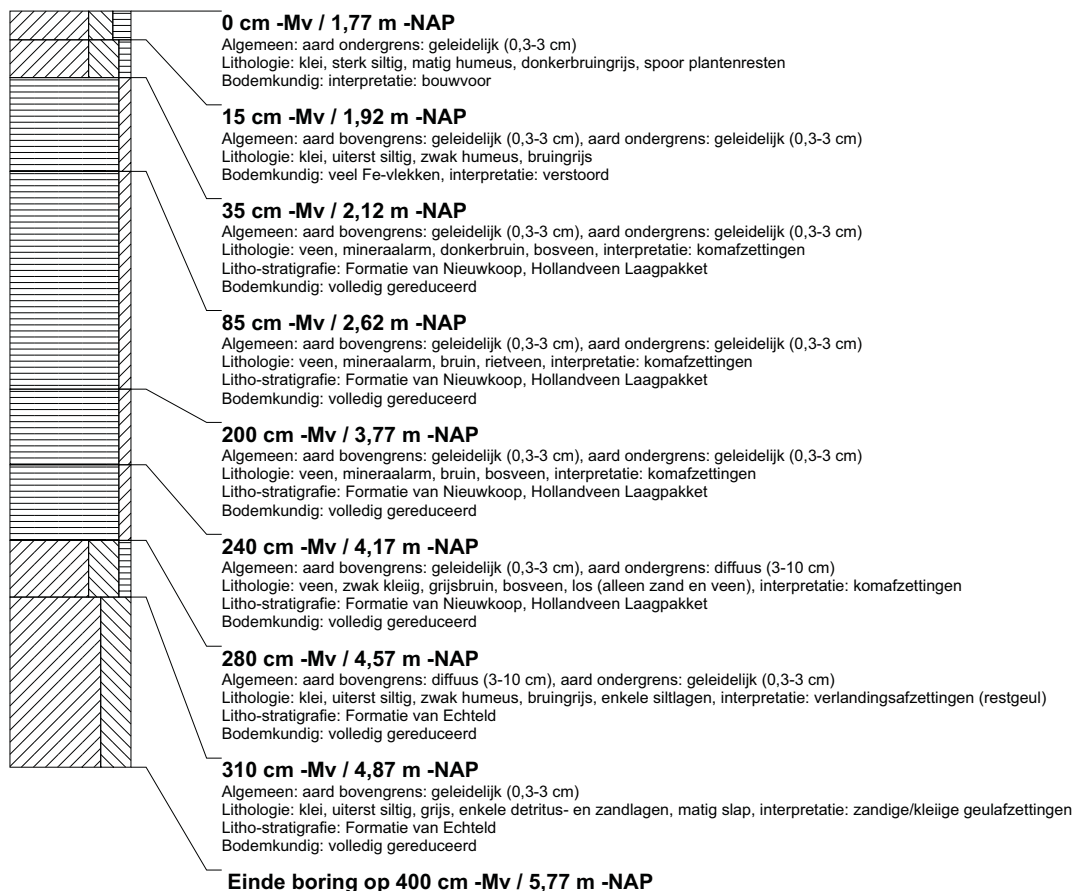 0 cm -Mv / 1,77 m -NAP
Algemeen: aard ondergrens: geleidelijk (0,3-3 cm)
Lithologie: klei, sterk siltig, matig humeus, donkerbruingrijs, spoor plantenresten
Bodemkundig: interpretatie: bouwvoor
15 cm -Mv / 1,92 m -NAP
Algemeen: aard bovengrens: geleidelijk (0,3-3 cm), aard ondergrens: geleidelijk (0,3-3 cm)
Lithologie: klei, uiterst siltig, zwak humeus, bruingrijs
Bodemkundig: veel Fe-vlekken, interpretatie: verstoord
35 cm -Mv / 2,12 m -NAP
Algemeen: aard bovengrens: geleidelijk (0,3-3 cm), aard ondergrens: geleidelijk (0,3-3 cm)
Lithologie: veen, mineraalarm, donkerbruin, bosveen, interpretatie: komafzettingen
Litho-stratigrafie: Formatie van Nieuwkoop, Hollandveen Laagpakket
Bodemkundig: volledig gereduceerd
85 cm -Mv / 2,62 m -NAP
Algemeen: aard bovengrens: geleidelijk (0,3-3 cm), aard ondergrens: geleidelijk (0,3-3 cm)
Lithologie: veen, mineraalarm, bruin, rietveen, interpretatie: komafzettingen
Litho-stratigrafie: Formatie van Nieuwkoop, Hollandveen Laagpakket
Bodemkundig: volledig gereduceerd
200 cm -Mv / 3,77 m -NAP
Algemeen: aard bovengrens: geleidelijk (0,3-3 cm), aard ondergrens: geleidelijk (0,3-3 cm)
Lithologie: veen, mineraalarm, bruin, bosveen, interpretatie: komafzettingen
Litho-stratigrafie: Formatie van Nieuwkoop, Hollandveen Laagpakket
Bodemkundig: volledig gereduceerd
240 cm -Mv / 4,17 m -NAP
Algemeen: aard bovengrens: geleidelijk (0,3-3 cm), aard ondergrens: diffuus (3-10 cm)
Lithologie: veen, zwak kleiig, grijsbruin, bosveen, los (alleen zand en veen), interpretatie: komafzettingen
Litho-stratigrafie: Formatie van Nieuwkoop, Hollandveen Laagpakket
Bodemkundig: volledig gereduceerd
280 cm -Mv / 4,57 m -NAP
Algemeen: aard bovengrens: diffuus (3-10 cm), aard ondergrens: geleidelijk (0,3-3 cm)
Lithologie: klei, uiterst siltig, zwak humeus, bruingrijs, enkele siltlagen, interpretatie: verlandingsafzettingen (restgeul)
Litho-stratigrafie: Formatie van Echteld
Bodemkundig: volledig gereduceerd
310 cm -Mv / 4,87 m -NAP
Algemeen: aard bovengrens: geleidelijk (0,3-3 cm)
Lithologie: klei, uiterst siltig, grijs, enkele detritus- en zandlagen, matig slap, interpretatie: zandige/kleiige geulafzettingen
Litho-stratigrafie: Formatie van Echteld
Bodemkundig: volledig gereduceerd
Einde boring op 400 cm -Mv / 5,77 m -NAP